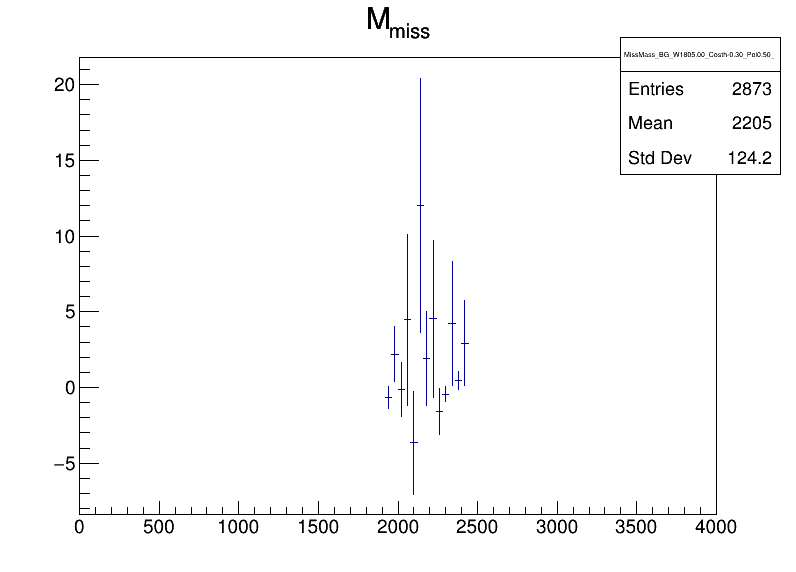 M_miss
MissMass_BG_W1805.00_Costh-0.30_Pol0.50_
Entries 2873
Mean 2205
Std Dev 124.2
20
15
10
5
0
−5
0 500 1000 1500 2000 2500 3000 3500 4000